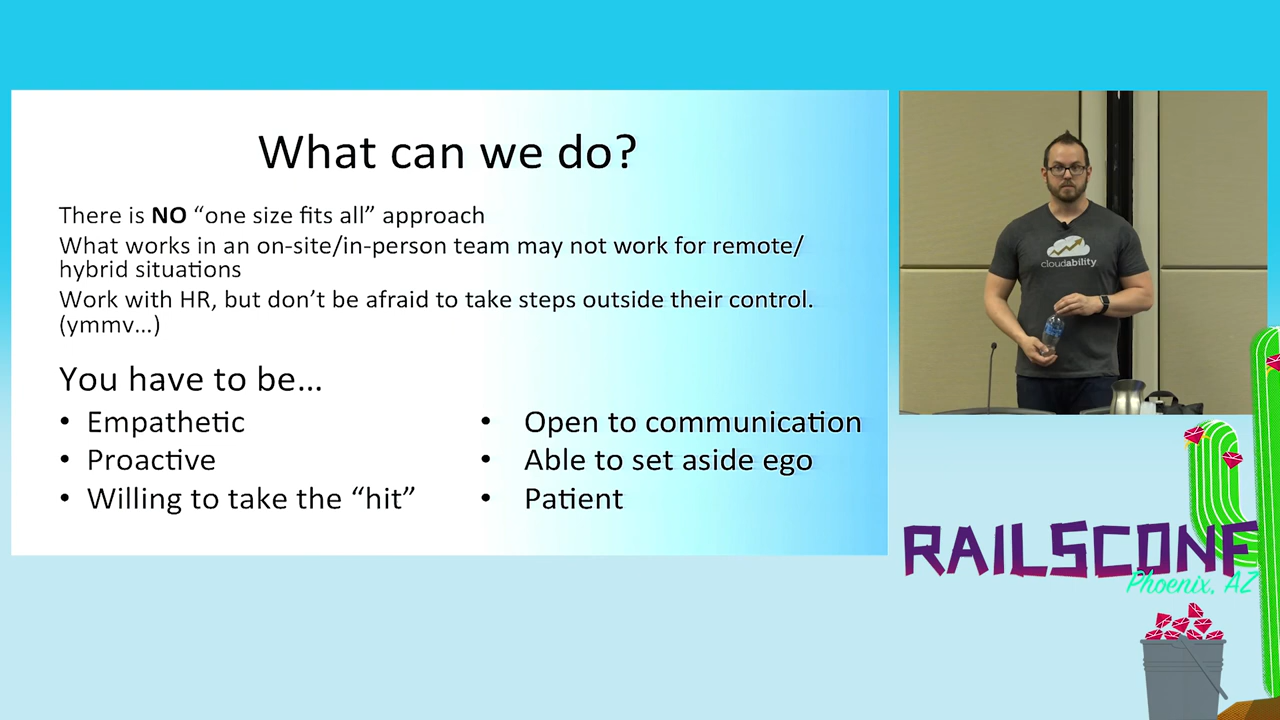 What can we do?
There is NO “one size fits all” approach
What works in an on-site/in-person team may not work for remote/
hybrid situations
Work with HR, but don’t be afraid to take steps outside their control.
(ymmv...)
You have to be...
• Empathetic
• Proactive
• Willing to take the “hit”
• Open to communication
• Able to set aside ego
• Patient
cloudability
RAILSCONF
Phoenix, AZ